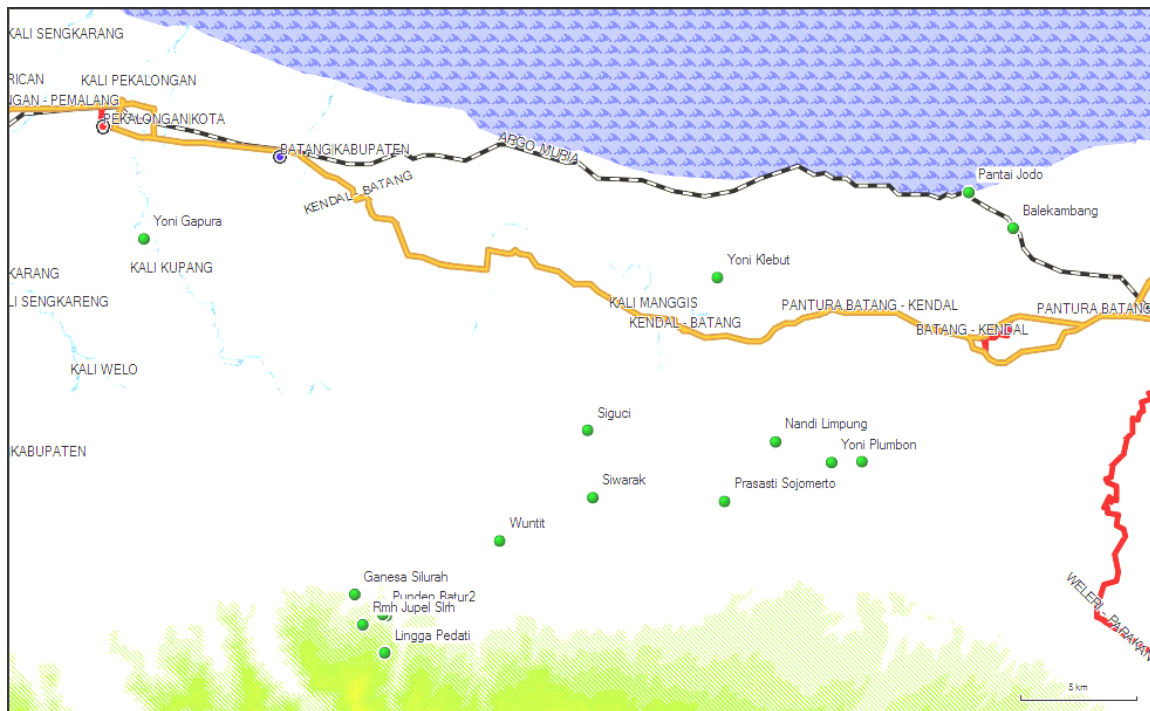 KALI SENGKARANG
RICAN
KALI PEKALONGAN
NGAN - PEMALANG
PEKALONGAN KOTA
BATANG KABUPATEN
ARGO MURIA
Pantai Jodo
KENDAL - BATANG
Balekambang
Yoni Gapura
KARANG
KALI KUPANG
Yoni Klebut
LI SENGKARENG
KALI MANGGIS
PANTURA BATANG - KENDAL
PANTURA BATANG
KENDAL - BATANG
BATANG - KENDAL
KALI WELO
Siguci
Nandi Limpung
KABUPATEN
Yoni Plumbon
Siwarak
Prasasti Sojomerto
Wuntit
Ganesa Silurah
Punden Batur2
Rmh Jupel Slrh
Lingga Pedati
WELERI - PARAKAN
5 km